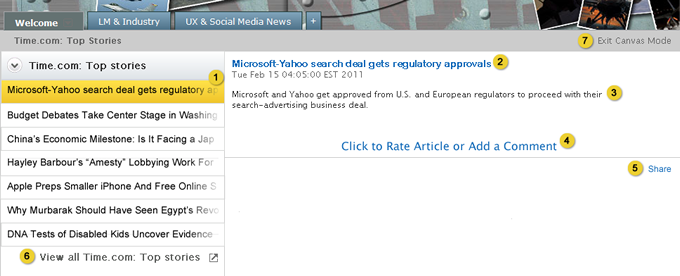 Welcome
LM & Industry
UX & Social Media News
+
Time.com: Top Stories
7 Exit Canvas Mode
Time.com: Top stories
Microsoft-Yahoo search deal gets regulatory ap
1
Budget Debates Take Center Stage in Washing
China's Economic Milestone: Is It Facing a Jap
Hayley Barbour's "Amesty" Lobbying Work For
Apple Preps Smaller iPhone And Free Online S
Why Murbarak Should Have Seen Egypt's Revo
DNA Tests of Disabled Kids Uncover Evidence
6 View all Time.com: Top stories
Microsoft-Yahoo search deal gets regulatory approvals 2
Tue Feb 15 04:05:00 EST 2011
Microsoft and Yahoo get approved from U.S. and European regulators to proceed with their 3
search-advertising business deal.
Click to Rate Article or Add a Comment 4
5 Share